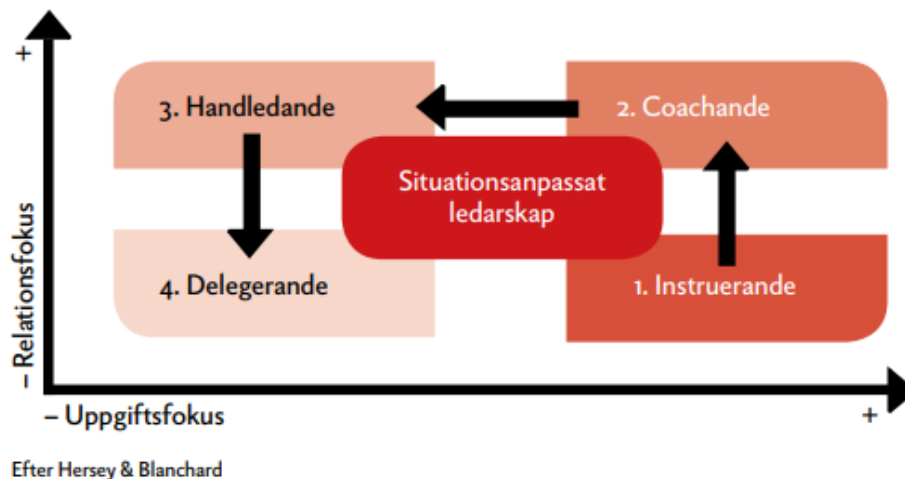 +
3. Handledande
2. Coachande
Situationsanpassat
ledarskap
4. Delegerande
1. Instruerande
– Relationsfokus
– Uppgiftsfokus
+
Efter Hersey & Blanchard